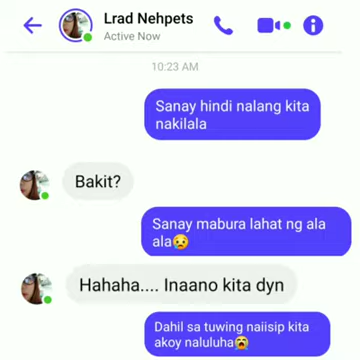 Lrad Nehpets
Active Now
10:23 AM
Sanay hindi nalang kita
nakilala
Bakit?
Sanay mabura lahat ng ala
ala😥
Hahaha.... Inaano kita dyn
Dahil sa tuwing naiisip kita
akoy naluluha😭